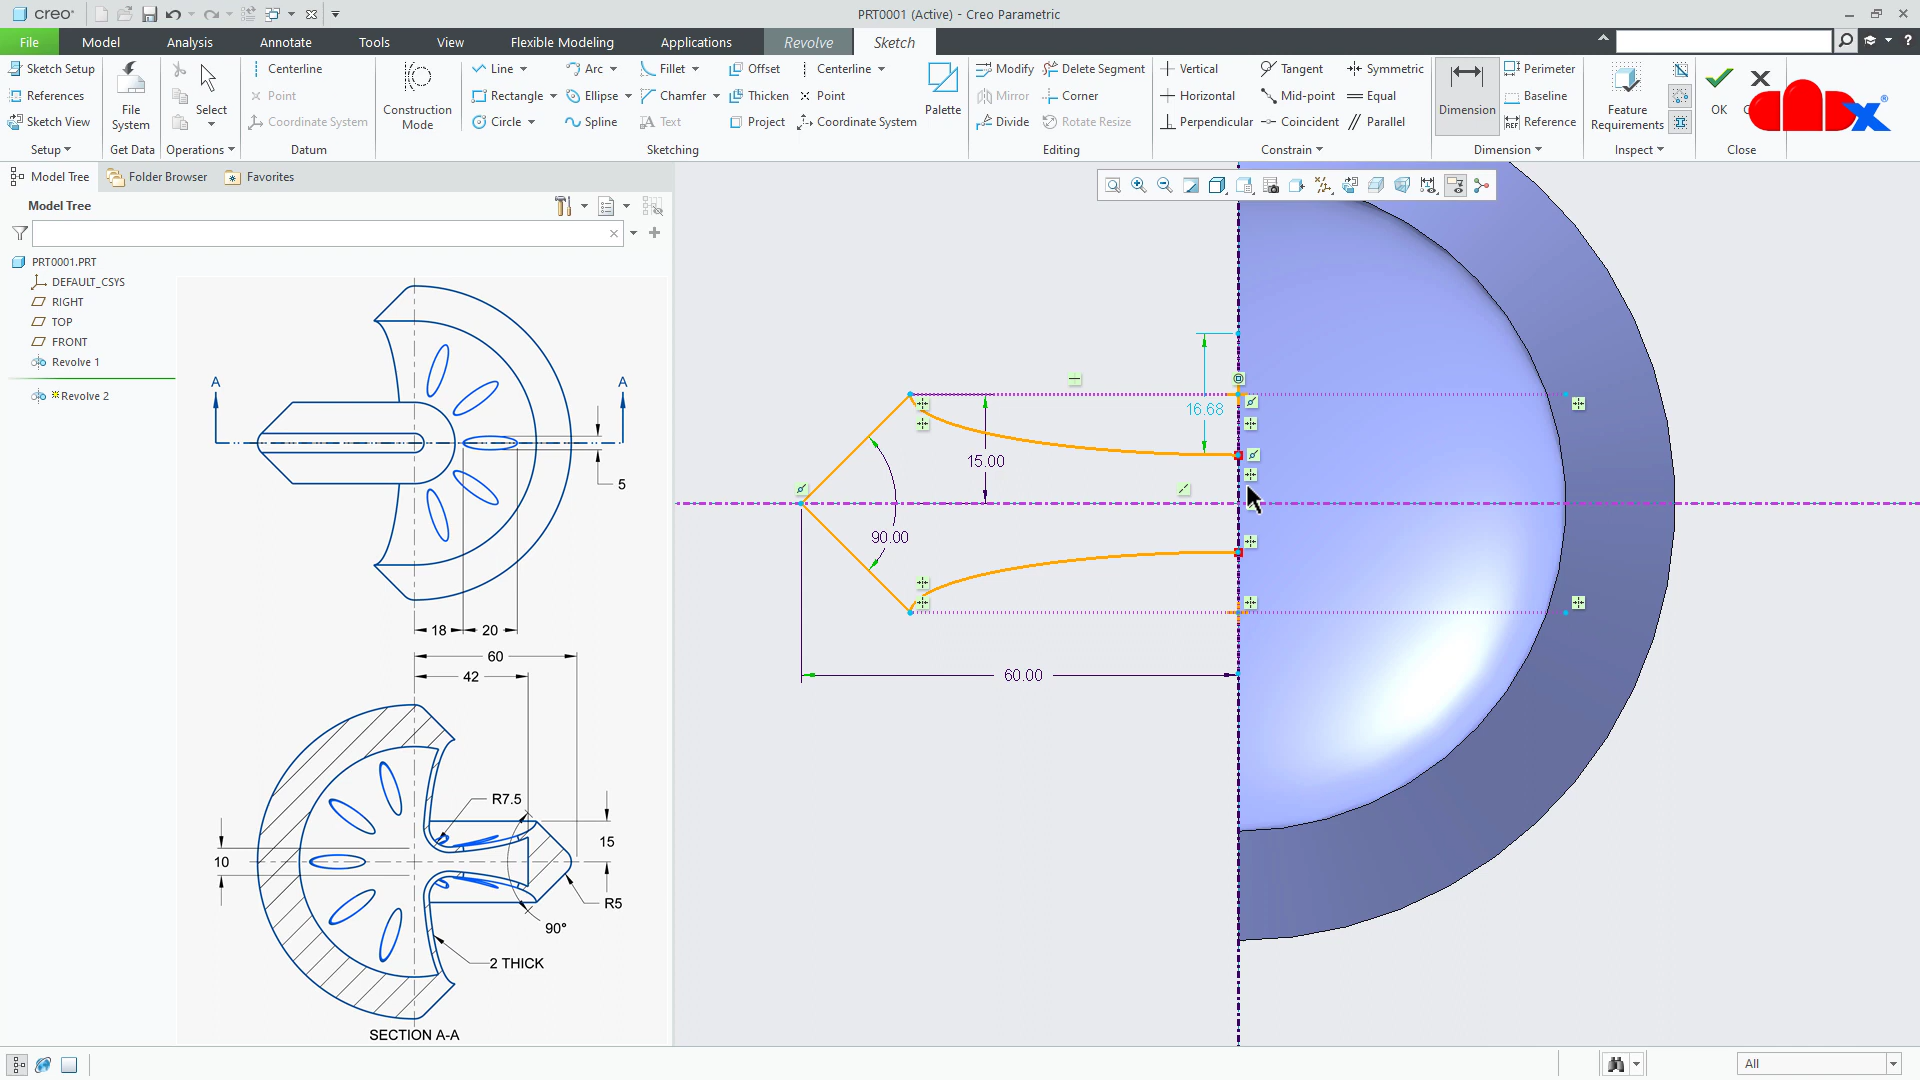 creo
PRT0001 (Active) - Creo Parametric
File
Model
Analysis
Annotate
Tools
View
Flexible Modeling
Applications
Revolve
Sketch
Sketch Setup
References
Sketch View
Setup
File System
Get Data
Select
Operations
Centerline
Point
Coordinate System
Datum
Construction Mode
Line
Rectangle
Circle
Arc
Ellipse
Spline
Fillet
Chamfer
Text
Offset
Thicken
Project
Centerline
Point
Coordinate System
Palette
Sketching
Modify
Mirror
Divide
Delete Segment
Corner
Rotate Resize
Editing
Vertical
Horizontal
Perpendicular
Tangent
Mid-point
Coincident
Symmetric
Equal
Parallel
Constrain
Dimension
Perimeter
Baseline
REF Reference
Dimension
Feature Requirements
Inspect
OK
Close
Model Tree
Folder Browser
Favorites
Model Tree
PRT0001.PRT
DEFAULT_CSYS
RIGHT
TOP
FRONT
Revolve 1
Revolve 2
A
A
5
18
20
60
42
R7.5
15
10
R5
90°
2 THICK
SECTION A-A
16.68
15.00
90.00
60.00
All